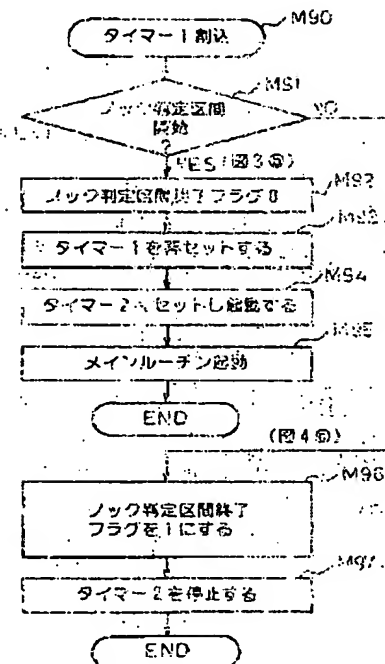 M90
タイマー1割込
M91
ノック判定区間
開始
?
NO
YES (図3⑤)
M92
ノック判定区間終了フラグ0
M93
タイマー1を再セットする
M94
タイマー2をセットし起動する
M95
メインルーチン起動
END
(図4⑥)
M96
ノック判定区間終了
フラグを1にする
M97
タイマー2を停止する
END